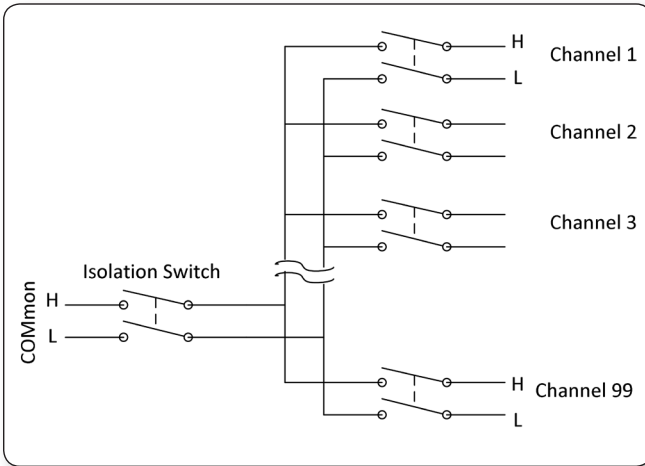 H
Channel 1
L
Channel 2
Channel 3
Isolation Switch
H
L
COMmon
H
Channel 99
L